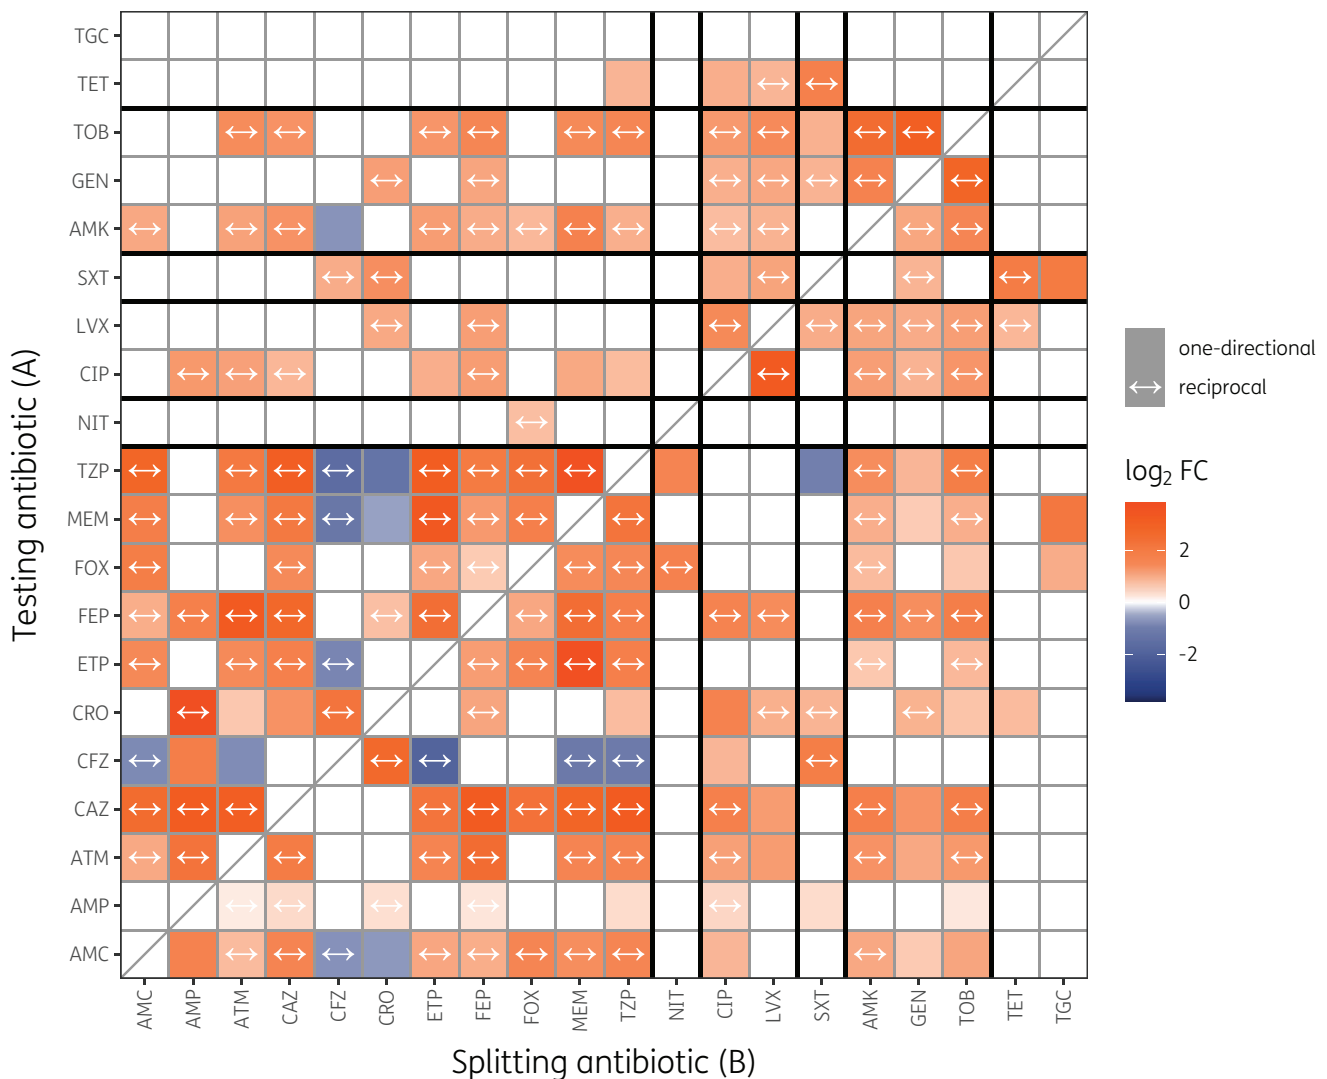 TGC
TET
TOB
GEN
AMK
SXT
LVX
CIP
NIT
TZP
MEM
FOX
FEP
ETP
CRO
CFZ
CAZ
ATM
AMP
AMC
Testing antibiotic (A)
AMC AMP ATM CAZ CFZ CRO ETP FEP FOX MEM TZP NIT CIP LVX SXT AMK GEN TOB TET TGC
Splitting antibiotic (B)
one-directional
reciprocal
log₂ FC
2
0
-2